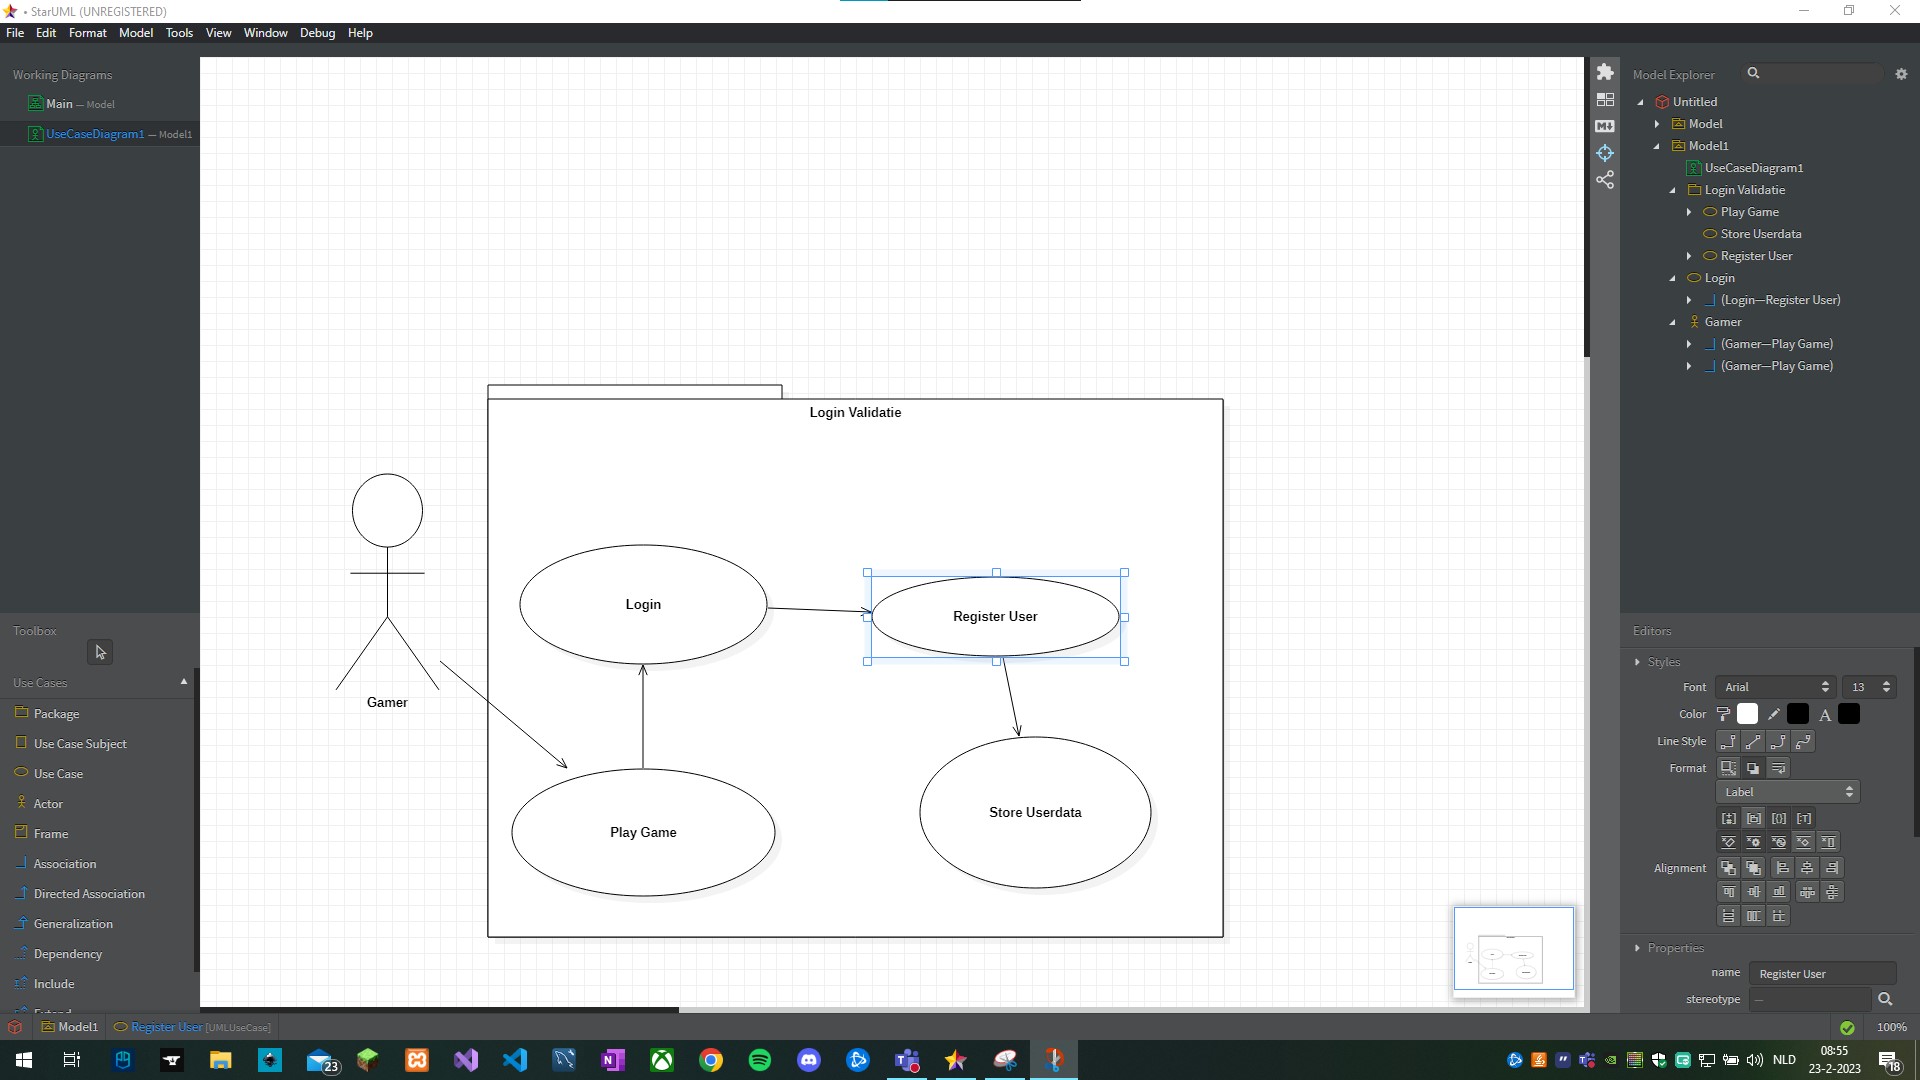 • StarUML (UNREGISTERED)
File Edit Format Model Tools View Window Debug Help
Working Diagrams
Main — Model
UseCaseDiagram1 — Model1
Toolbox
Use Cases
Package
Use Case Subject
Use Case
Actor
Frame
Association
Directed Association
Generalization
Dependency
Include
Extend
Login Validatie
Gamer
Login
Register User
Play Game
Store Userdata
Model Explorer
Untitled
Model
Model1
UseCaseDiagram1
Login Validatie
Play Game
Store Userdata
Register User
Login
(Login—Register User)
Gamer
(Gamer—Play Game)
(Gamer—Play Game)
Editors
Styles
Font Arial 13
Color A
Line Style
Format
Label
Alignment
Properties
name Register User
stereotype —
Model1 Register User [UMLUseCase] 100%
23
NLD
08:55
23-2-2023
18